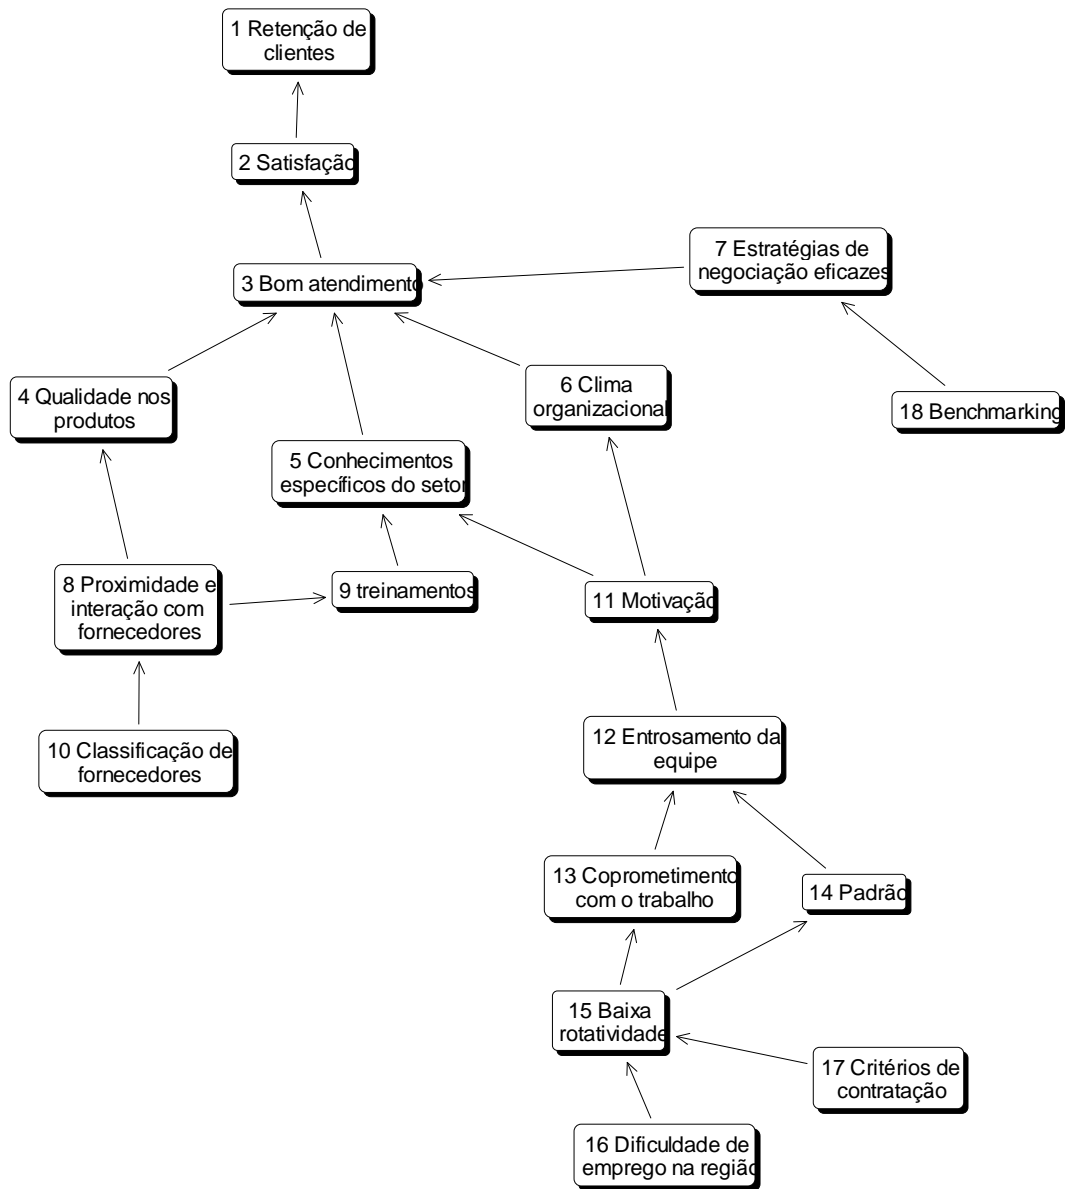 1 Retenção de
clientes
2 Satisfação
7 Estratégias de
negociação eficazes
3 Bom atendimento
6 Clima
organizacional
4 Qualidade nos
produtos
18 Benchmarking
5 Conhecimentos
específicos do setor
8 Proximidade e
interação com
fornecedores
9 treinamentos
11 Motivação
12 Entrosamento da
equipe
10 Classificação de
fornecedores
13 Coprometimento
com o trabalho
14 Padrão
15 Baixa
rotatividade
17 Critérios de
contratação
16 Dificuldade de
emprego na região